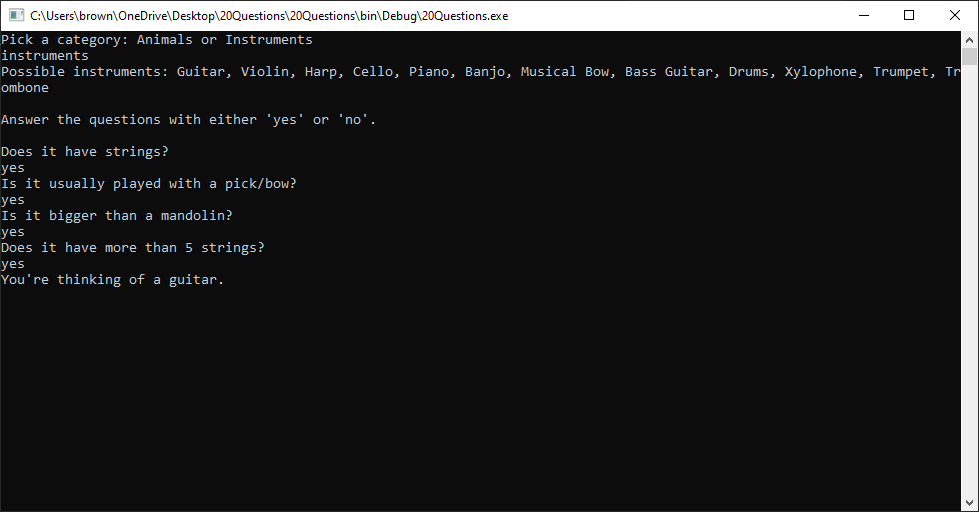 C:\Users\brown\OneDrive\Desktop\20Questions\20Questions\bin\Debug\20Questions.exe
Pick a category: Animals or Instruments
instruments
Possible instruments: Guitar, Violin, Harp, Cello, Piano, Banjo, Musical Bow, Bass Guitar, Drums, Xylophone, Trumpet, Tr
ombone
Answer the questions with either 'yes' or 'no'.
Does it have strings?
yes
Is it usually played with a pick/bow?
yes
Is it bigger than a mandolin?
yes
Does it have more than 5 strings?
yes
You're thinking of a guitar.